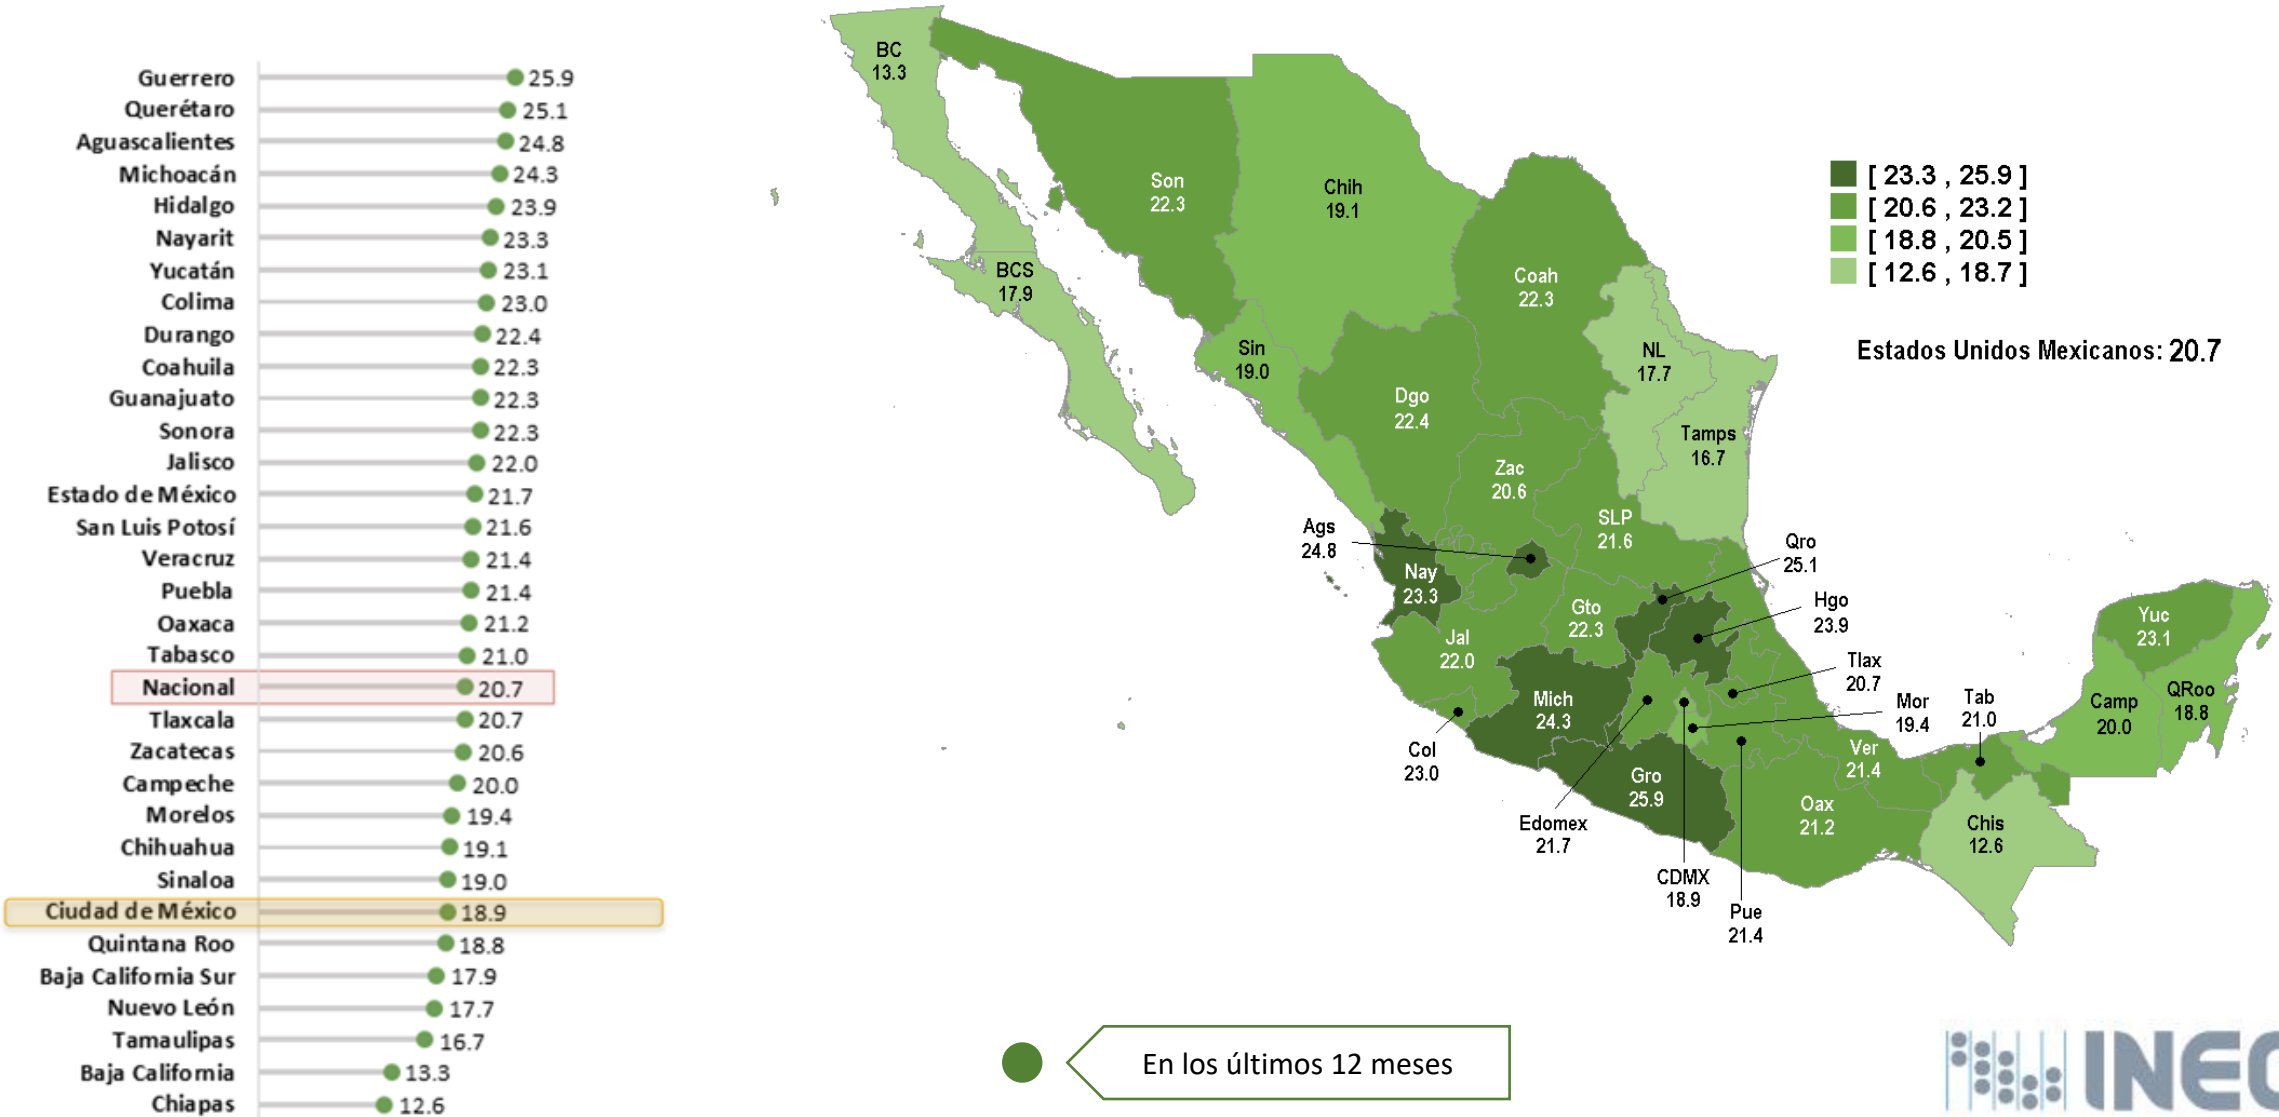 Guerrero 25.9
Querétaro 25.1
Aguascalientes 24.8
Michoacán 24.3
Hidalgo 23.9
Nayarit 23.3
Yucatán 23.1
Colima 23.0
Durango 22.4
Coahuila 22.3
Guanajuato 22.3
Sonora 22.3
Jalisco 22.0
Estado de México 21.7
San Luis Potosí 21.6
Veracruz 21.4
Puebla 21.4
Oaxaca 21.2
Tabasco 21.0
Nacional 20.7
Tlaxcala 20.7
Zacatecas 20.6
Campeche 20.0
Morelos 19.4
Chihuahua 19.1
Sinaloa 19.0
Ciudad de México 18.9
Quintana Roo 18.8
Baja California Sur 17.9
Nuevo León 17.7
Tamaulipas 16.7
Baja California 13.3
Chiapas 12.6
BC
13.3
BCS
17.9
Son
22.3
Chih
19.1
Coah
22.3
Sin
19.0
Dgo
22.4
NL
17.7
Tamps
16.7
Zac
20.6
SLP
21.6
Ags
24.8
Nay
23.3
Jal
22.0
Gto
22.3
Qro
25.1
Hgo
23.9
Tlax
20.7
Mor
19.4
Tab
21.0
Mich
24.3
Col
23.0
Gro
25.9
Edomex
21.7
CDMX
18.9
Pue
21.4
Oax
21.2
Ver
21.4
Chis
12.6
Camp
20.0
Yuc
23.1
QRoo
18.8
[ 23.3 , 25.9 ]
[ 20.6 , 23.2 ]
[ 18.8 , 20.5 ]
[ 12.6 , 18.7 ]
Estados Unidos Mexicanos: 20.7
En los últimos 12 meses
INEG